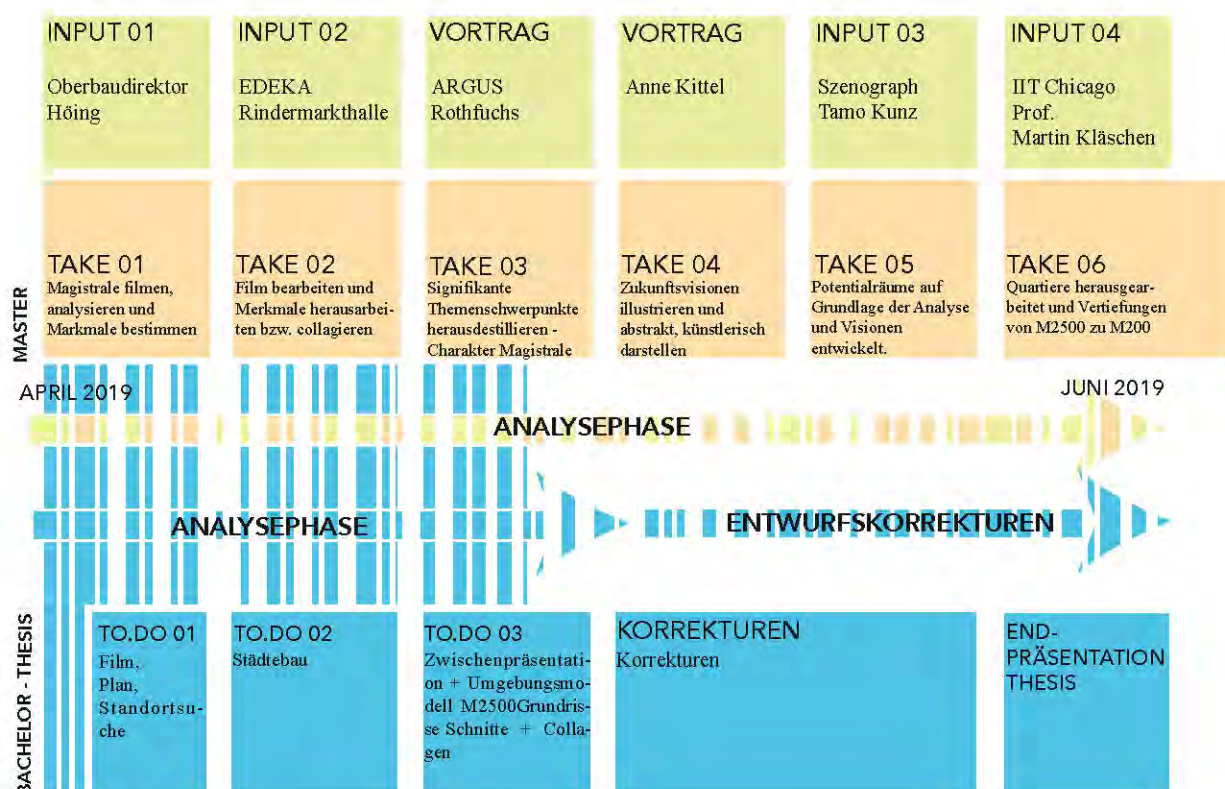 INPUT 01
Oberbaudirektor
Höing
INPUT 02
EDEKA
Rindermarkthalle
VORTRAG
ARGUS
Rothfuchs
VORTRAG
Anne Kittel
INPUT 03
Szenograph
Tamo Kunz
INPUT 04
IIT Chicago
Prof.
Martin Kläschen
MASTER
TAKE 01
Magistrale filmen,
analysieren und
Markmale bestimmen
TAKE 02
Film bearbeiten und
Merkmale herausarbei-
ten bzw. collagieren
TAKE 03
Signifikante
Themenschwerpunkte
herausdestillieren -
Charakter Magistrale
TAKE 04
Zukunftsvisionen
illustrieren und
abstrakt, künstlerisch
darstellen
TAKE 05
Potentialräume auf
Grundlage der Analyse
und Visionen
entwickelt.
TAKE 06
Quartiere herausgear-
beitet und Vertiefungen
von M2500 zu M200
APRIL 2019
JUNI 2019
ANALYSEPHASE
ANALYSEPHASE
ENTWURFSKORREKTUREN
BACHELOR - THESIS
TO.DO 01
Film,
Plan,
Standortsu-
che
TO.DO 02
Städtebau
TO.DO 03
Zwischenpräsentati-
on + Umgebungsmo-
dell M2500Grundris-
se Schnitte + Colla-
gen
KORREKTUREN
Korrekturen
END-
PRÄSENTATION
THESIS